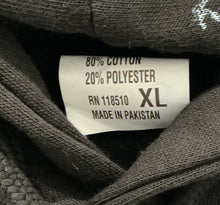 80% COTTON
20% POLYESTER
RN 118510 XL
MADE IN PAKISTAN